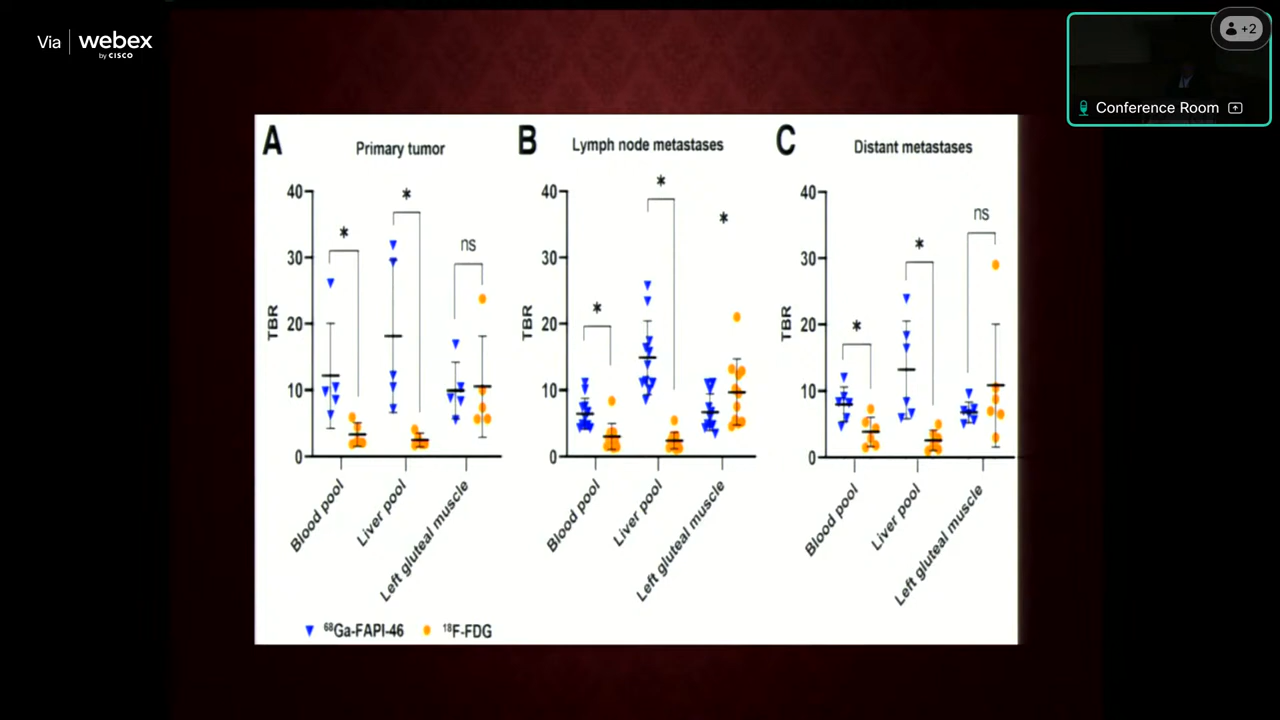 Via webex
by CISCO
+2
Conference Room
A Primary tumor
B Lymph node metastases
C Distant metastases
* * ns
* * *
* * ns
TBR
40
30
20
10
0
TBR
40
30
20
10
0
TBR
40
30
20
10
0
Blood pool
Liver pool
Left gluteal muscle
Blood pool
Liver pool
Left gluteal muscle
Blood pool
Liver pool
Left gluteal muscle
⁶⁸Ga-FAPI-46 ¹⁸F-FDG